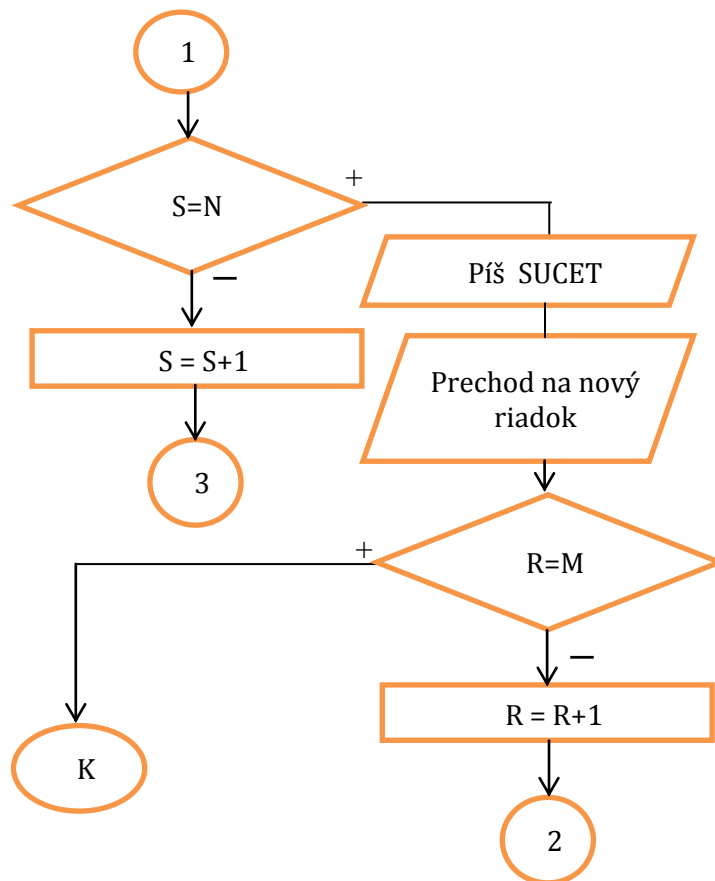 1
S=N
+
Píš SUCET
–
S = S+1
Prechod na nový
riadok
3
+
R=M
–
R = R+1
K
2